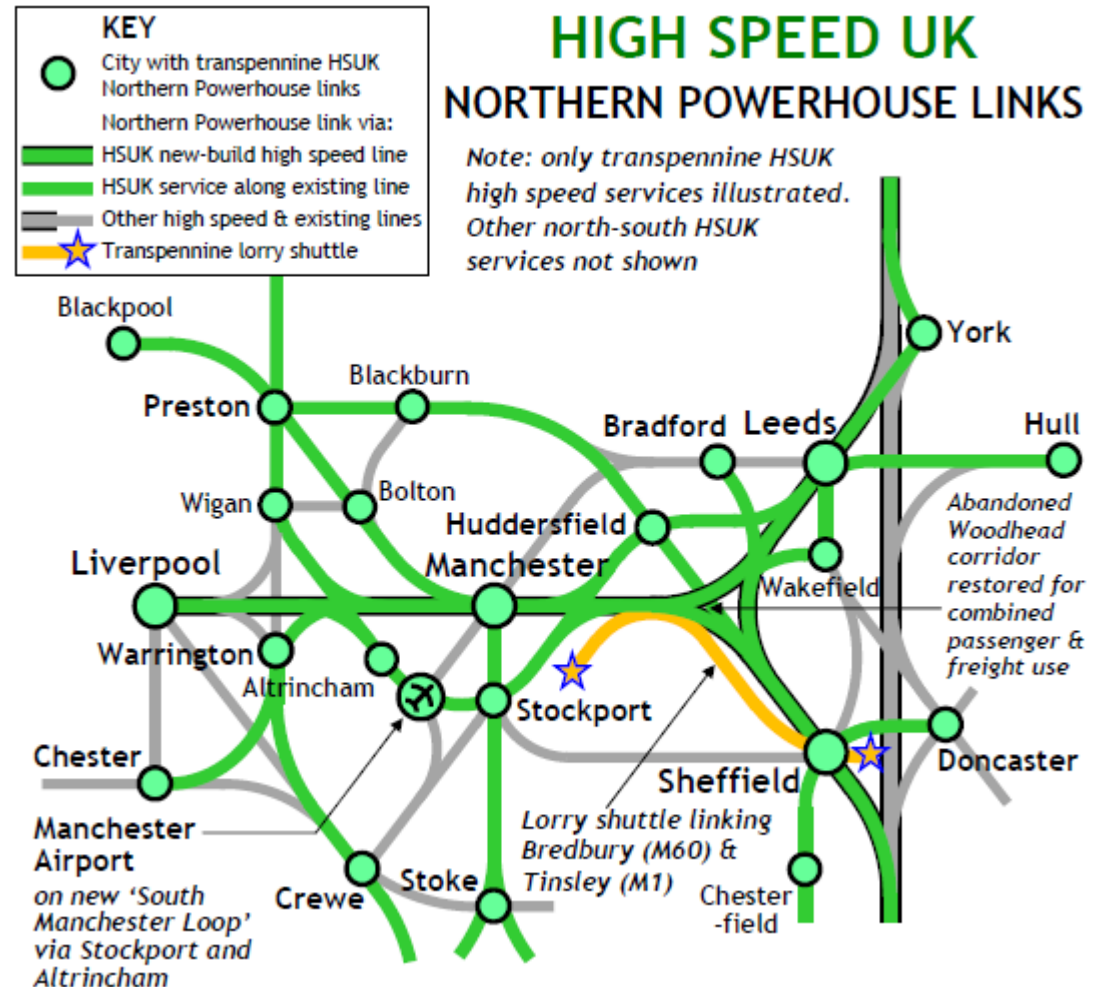 KEY
City with transpennine HSUK
Northern Powerhouse links
Northern Powerhouse link via:
HSUK new-build high speed line
HSUK service along existing line
Other high speed & existing lines
Transpennine lorry shuttle
HIGH SPEED UK
NORTHERN POWERHOUSE LINKS
Note: only transpennine HSUK
high speed services illustrated.
Other north-south HSUK
services not shown
Blackpool
York
Blackburn
Preston
Bradford
Leeds
Hull
Wigan
Bolton
Huddersfield
Abandoned
Woodhead
corridor
restored for
combined
passenger &
freight use
Liverpool
Manchester
Wakefield
Warrington
Altrincham
Stockport
Chester
Sheffield
Doncaster
Manchester
Airport
on new ‘South
Manchester Loop’
via Stockport and
Altrincham
Lorry shuttle linking
Bredbury (M60) &
Tinsley (M1)
Crewe
Stoke
Chester
-field